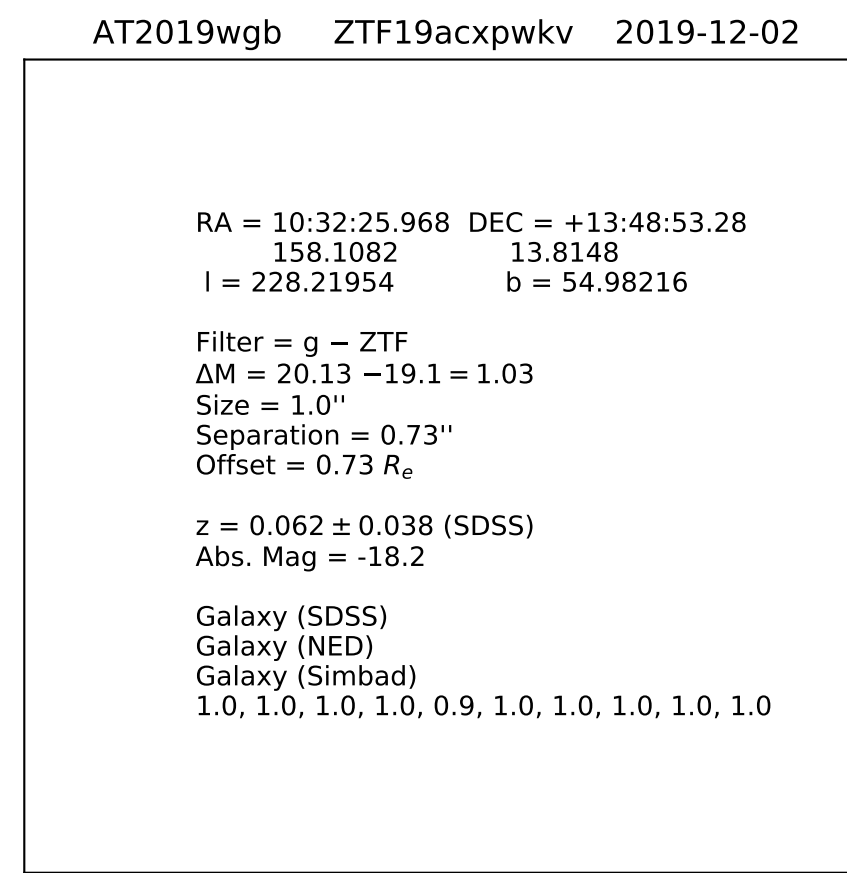 AT2019wgb ZTF19acxpwkv 2019-12-02
RA = 10:32:25.968 DEC = +13:48:53.28
158.1082 13.8148
l = 228.21954 b = 54.98216
Filter = g − ZTF
ΔM = 20.13 −19.1 = 1.03
Size = 1.0''
Separation = 0.73''
Offset = 0.73 Rₑ
z = 0.062 ± 0.038 (SDSS)
Abs. Mag = -18.2
Galaxy (SDSS)
Galaxy (NED)
Galaxy (Simbad)
1.0, 1.0, 1.0, 1.0, 0.9, 1.0, 1.0, 1.0, 1.0, 1.0